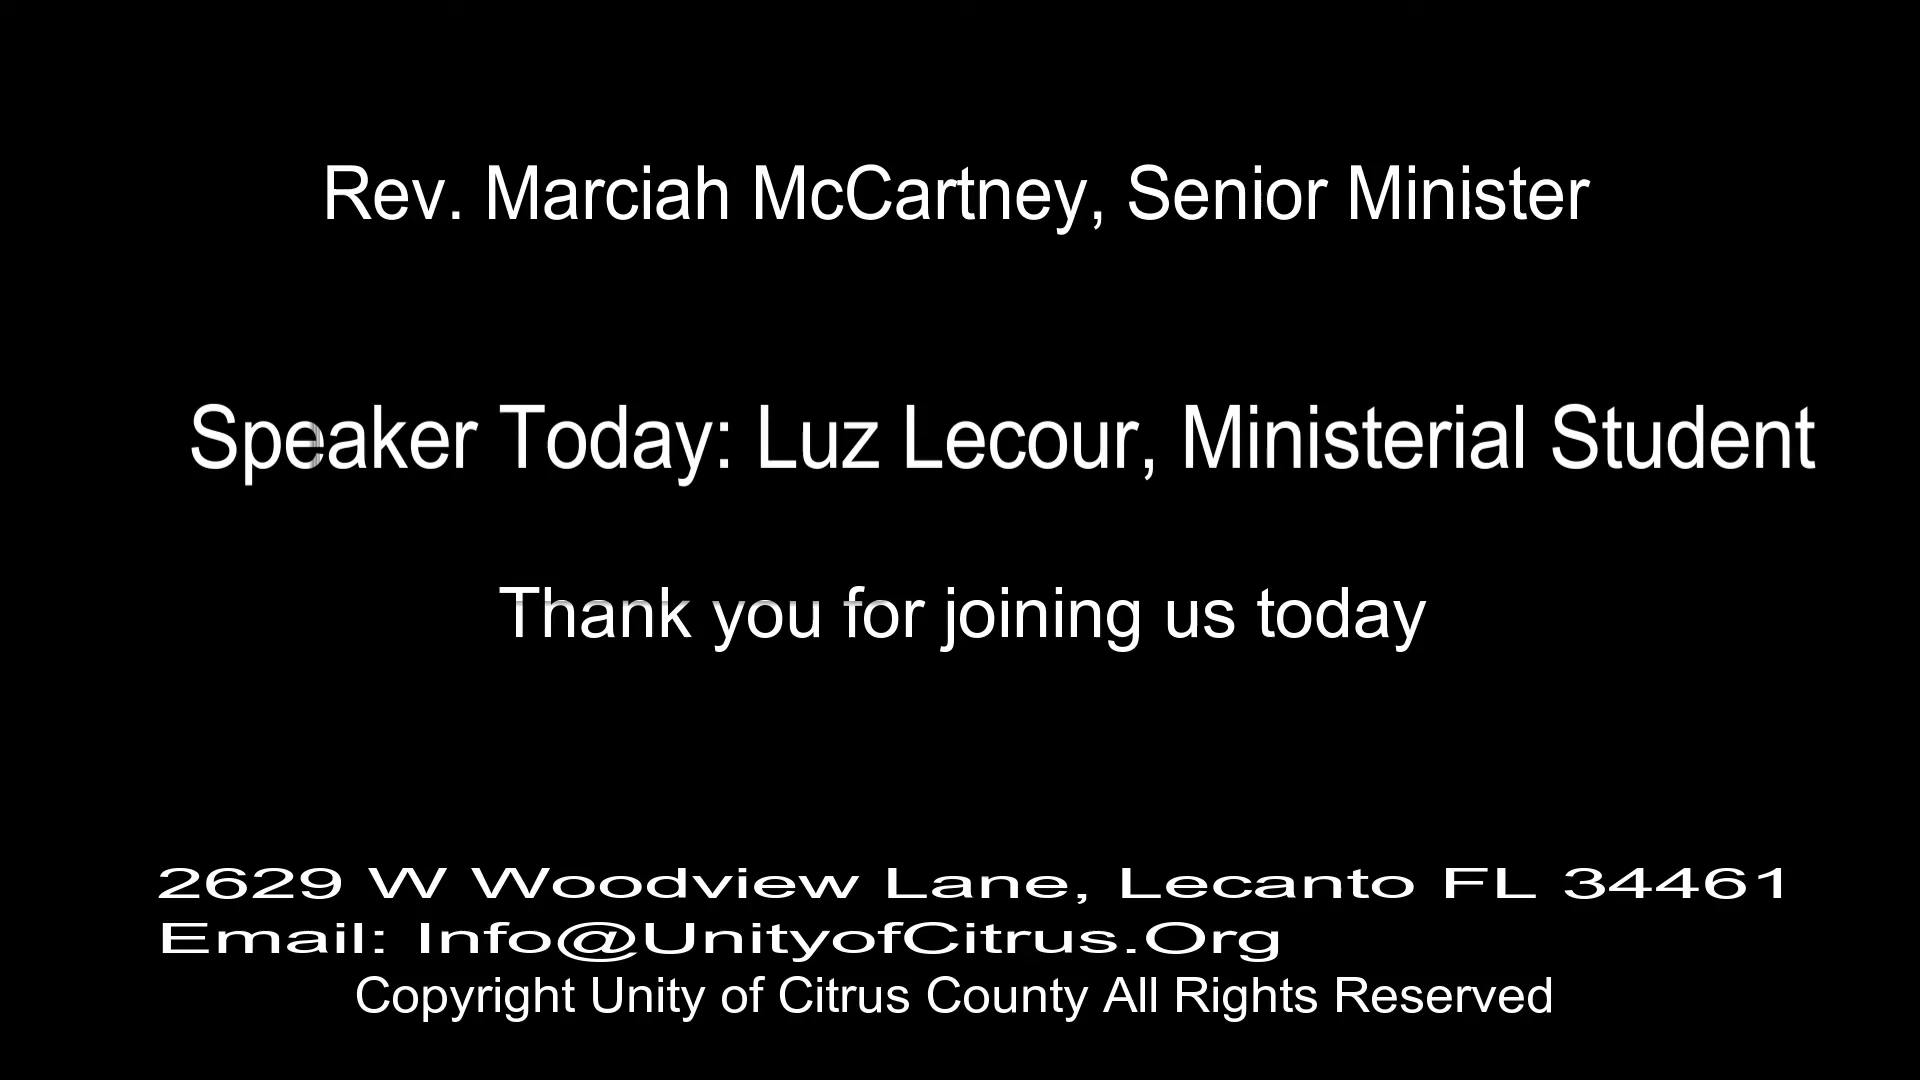 Rev. Marciah McCartney, Senior Minister
Speaker Today: Luz Lecour, Ministerial Student
Thank you for joining us today
2629 W Woodview Lane, Lecanto FL 34461
Email: Info@UnityofCitrus.Org
Copyright Unity of Citrus County All Rights Reserved